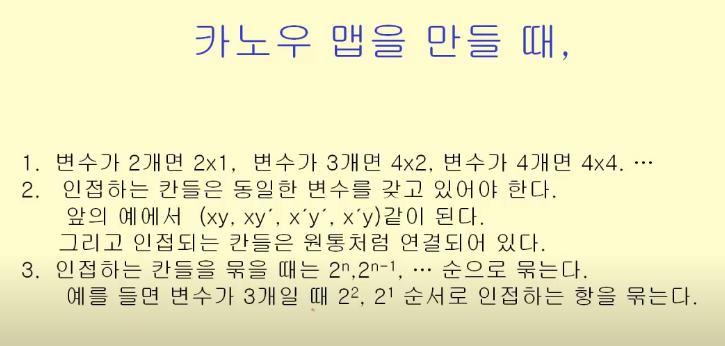 카노우 맵을 만들 때,
1. 변수가 2개면 2x1, 변수가 3개면 4x2, 변수가 4개면 4x4. …
2. 인접하는 칸들은 동일한 변수를 갖고 있어야 한다.
앞의 예에서 (xy, xy´, x´y´, x´y)같이 된다.
그리고 인접되는 칸들은 원통처럼 연결되어 있다.
3. 인접하는 칸들을 묶을 때는 2ⁿ,2ⁿ⁻¹, … 순으로 묶는다.
예를 들면 변수가 3개일 때 2², 2¹ 순서로 인접하는 항을 묶는다.